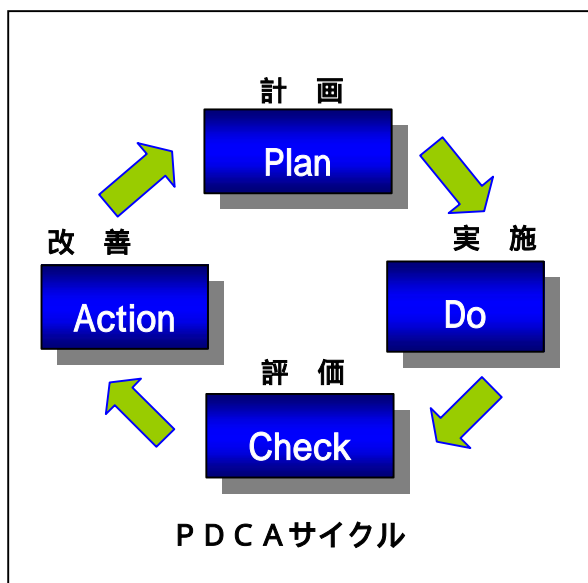 計　画
Plan
実　施
Do
評　価
Check
改　善
Action
ＰＤＣＡサイクル